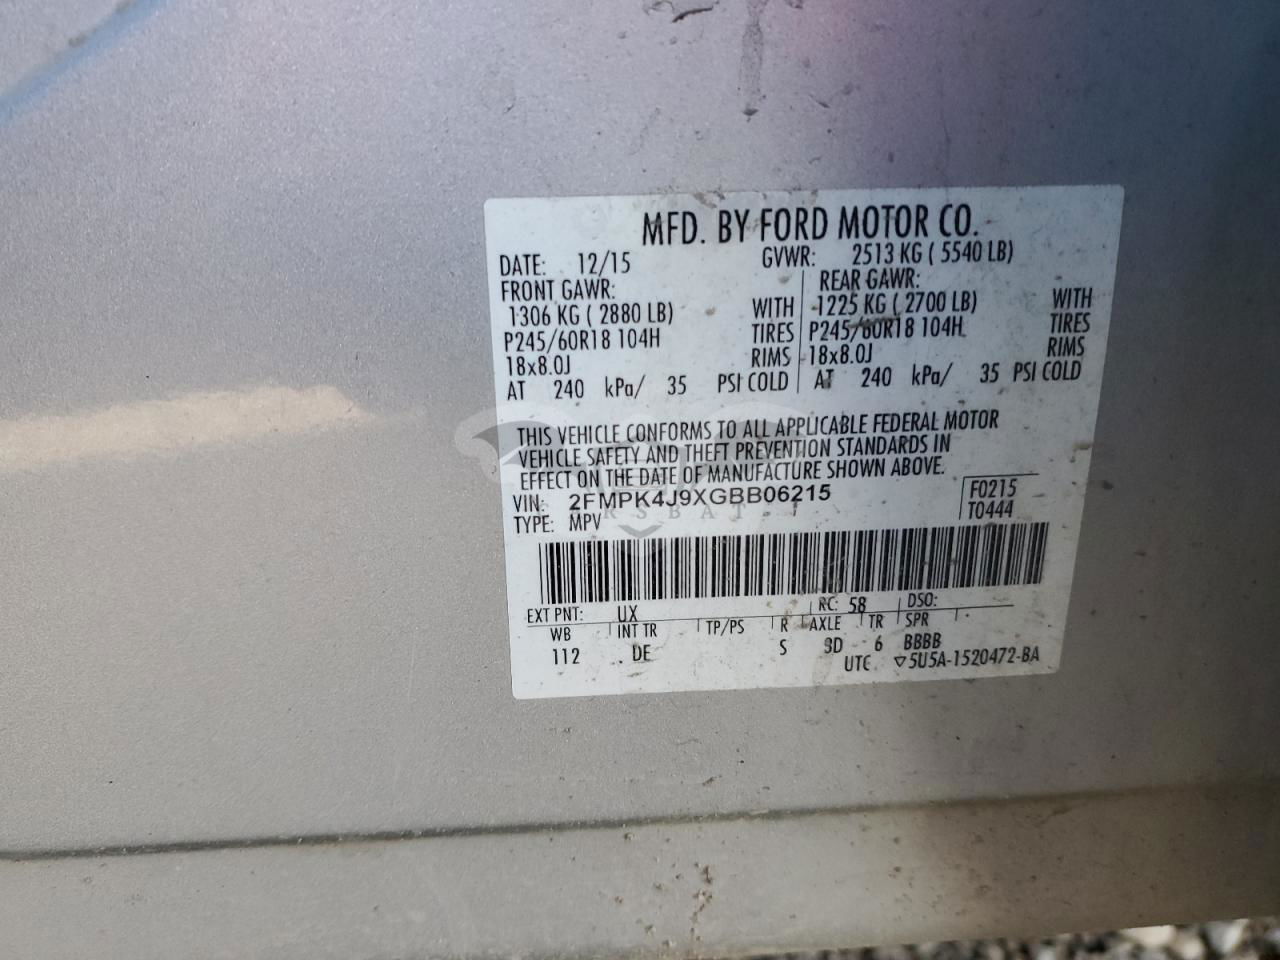 MFD. BY FORD MOTOR CO.
DATE: 12/15 GVWR: 2513 KG ( 5540 LB)
FRONT GAWR: REAR GAWR:
1306 KG ( 2880 LB) WITH 1225 KG ( 2700 LB) WITH
P245/60R18 104H TIRES P245/60R18 104H TIRES
18x8.0J RIMS 18x8.0J RIMS
AT 240 kPa/ 35 PSI COLD AT 240 kPa/ 35 PSI COLD
THIS VEHICLE CONFORMS TO ALL APPLICABLE FEDERAL MOTOR
VEHICLE SAFETY AND THEFT PREVENTION STANDARDS IN
EFFECT ON THE DATE OF MANUFACTURE SHOWN ABOVE.
VIN: 2FMPK4J9XGBB06215 F0215
TYPE: MPV T0444
EXT PNT: UX RC: 58 DSO:
WB INT TR TP/PS R AXLE TR SPR
112 DE S 3D 6 BBBB
UTC 5U5A-1520472-BA